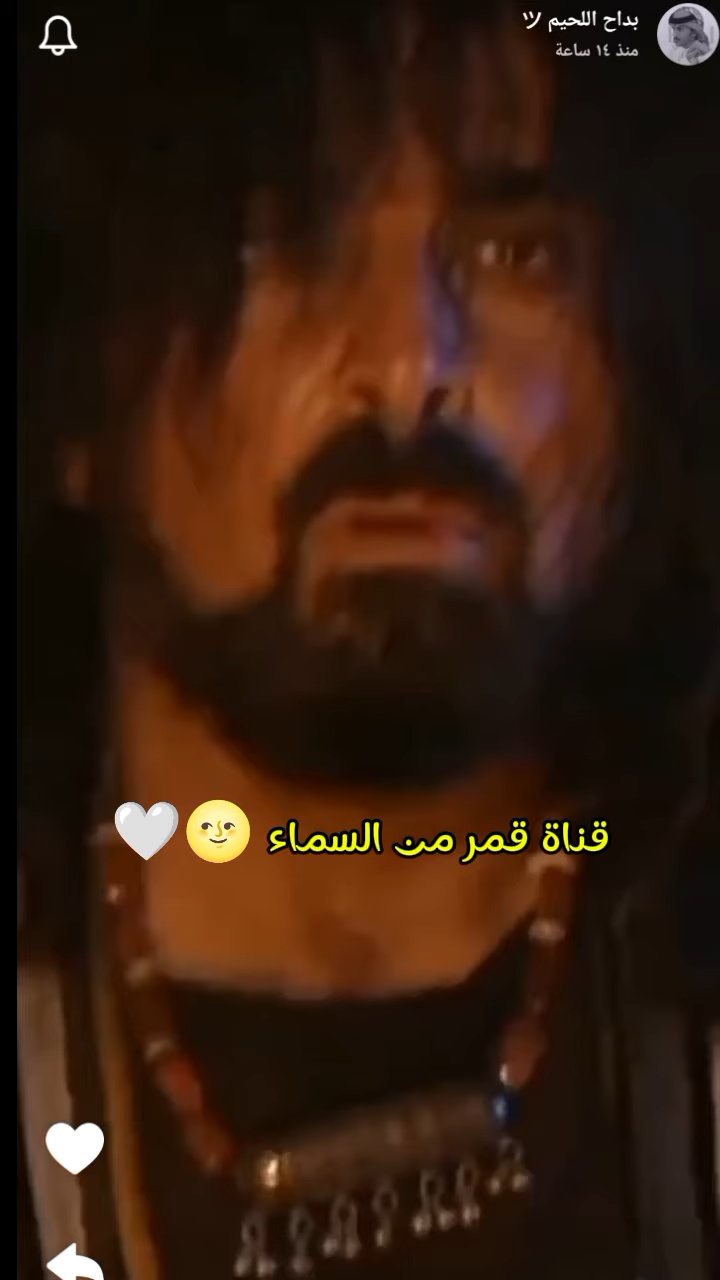 بداح اللحيم ツ
منذ ١٤ ساعة
قناة قمر من السماء 🌝🤍